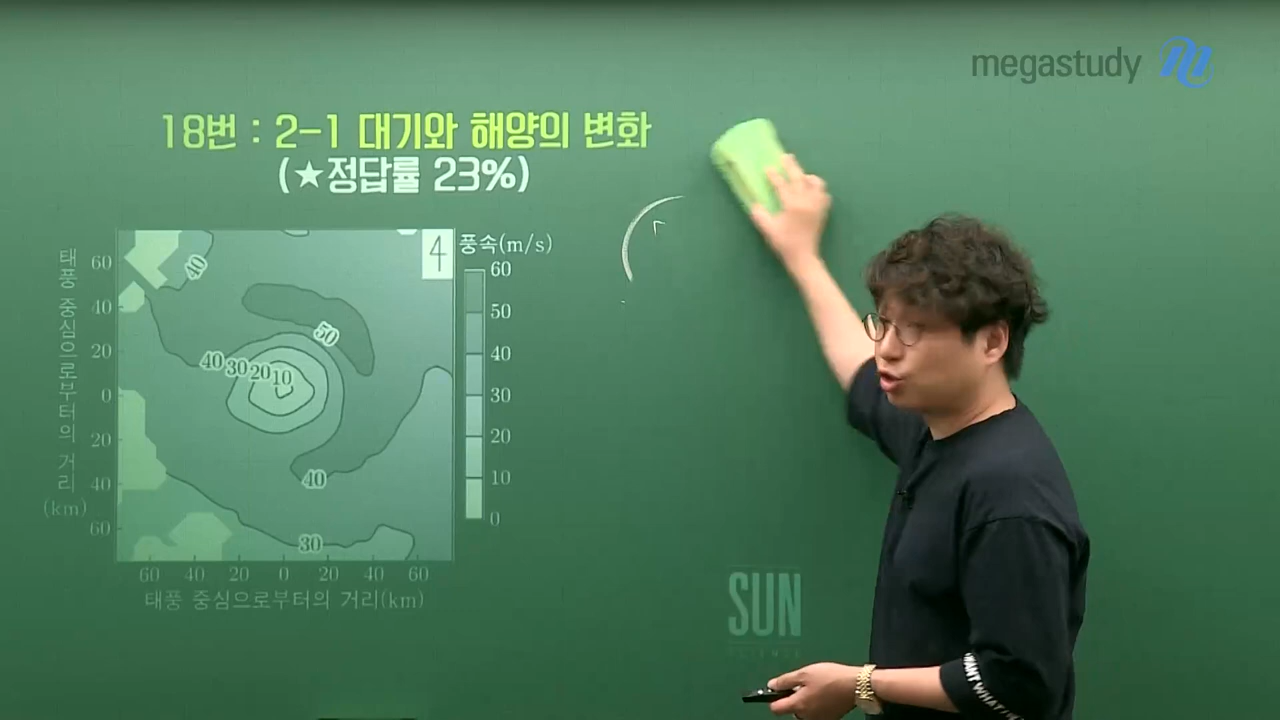 megastudy
18번 : 2-1 대기와 해양의 변화
(★정답률 23%)
4
풍속(m/s)
60
50
40
30
20
10
0
태풍 중심으로부터의 거리
(km)
60
40
20
0
20
40
60
40
50
40 30 20 10
40
30
60 40 20 0 20 40 60
태풍 중심으로부터의 거리(km)
SUN